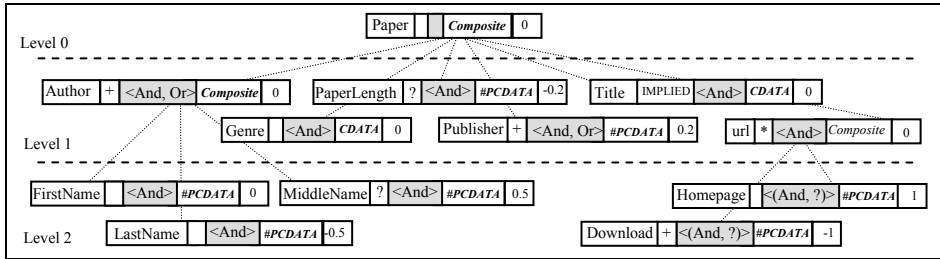 Paper Composite 0
Level 0
Author + <And, Or> Composite 0 PaperLength ? <And> #PCDATA -0.2 Title IMPLIED <And> CDATA 0
Genre <And> CDATA 0 Publisher + <And, Or> #PCDATA 0.2 url * <And> Composite 0
Level 1
FirstName <And> #PCDATA 0 MiddleName ? <And> #PCDATA 0.5 Homepage <(And, ?)> #PCDATA 1
LastName <And> #PCDATA -0.5 Download + <(And, ?)> #PCDATA -1
Level 2